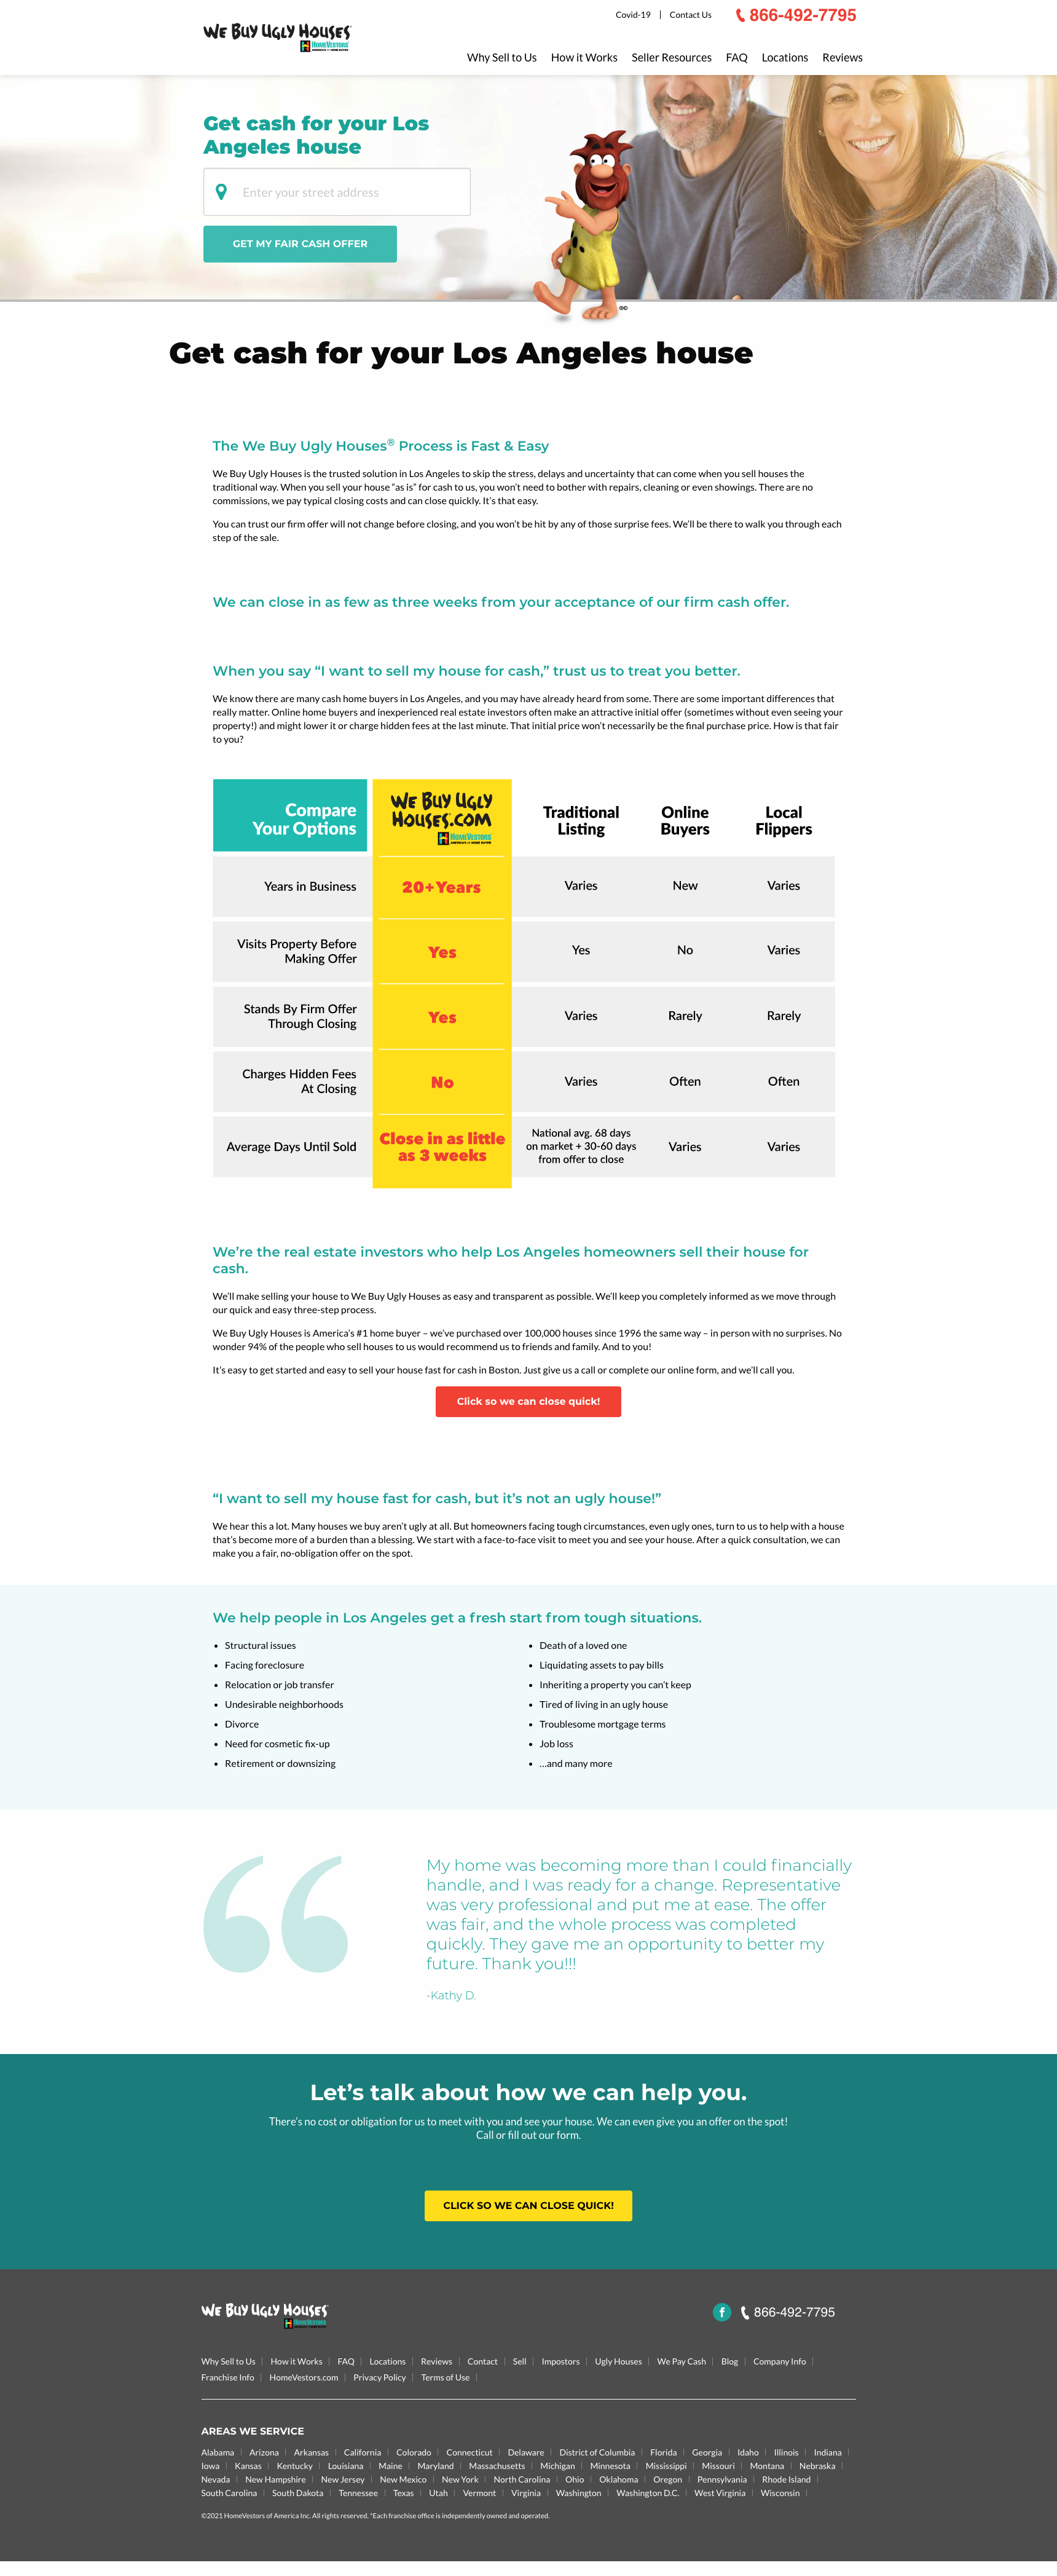 Covid-19 | Contact Us 866-492-7795
WE BUY UGLY HOUSES®
HOMEVESTORS
Why Sell to Us How it Works Seller Resources FAQ Locations Reviews
Get cash for your Los
Angeles house
Enter your street address
GET MY FAIR CASH OFFER
Get cash for your Los Angeles house
The We Buy Ugly Houses® Process is Fast & Easy
We Buy Ugly Houses is the trusted solution in Los Angeles to skip the stress, delays and uncertainty that can come when you sell houses the
traditional way. When you sell your house “as is” for cash to us, you won’t need to bother with repairs, cleaning or even showings. There are no
commissions, we pay typical closing costs and can close quickly. It’s that easy.
You can trust our firm offer will not change before closing, and you won’t be hit by any of those surprise fees. We’ll be there to walk you through each
step of the sale.
We can close in as few as three weeks from your acceptance of our firm cash offer.
When you say “I want to sell my house for cash,” trust us to treat you better.
We know there are many cash home buyers in Los Angeles, and you may have already heard from some. There are some important differences that
really matter. Online home buyers and inexperienced real estate investors often make an attractive initial offer (sometimes without even seeing your
property!) and might lower it or charge hidden fees at the last minute. That initial price won’t necessarily be the final purchase price. How is that fair
to you?
Compare
Your Options
WE BUY UGLY
HOUSES.COM
HOMEVESTORS
AMERICA'S #1 HOME BUYER
Traditional
Listing
Online
Buyers
Local
Flippers
Years in Business 20+Years Varies New Varies
Visits Property Before
Making Offer
Yes Yes No Varies
Stands By Firm Offer
Through Closing
Yes Varies Rarely Rarely
Charges Hidden Fees
At Closing
No Varies Often Often
Average Days Until Sold
Close in as little
as 3 weeks
National avg. 68 days
on market + 30-60 days
from offer to close
Varies Varies
We’re the real estate investors who help Los Angeles homeowners sell their house for
cash.
We’ll make selling your house to We Buy Ugly Houses as easy and transparent as possible. We’ll keep you completely informed as we move through
our quick and easy three-step process.
We Buy Ugly Houses is America’s #1 home buyer – we’ve purchased over 100,000 houses since 1996 the same way – in person with no surprises. No
wonder 94% of the people who sell houses to us would recommend us to friends and family. And to you!
It’s easy to get started and easy to sell your house fast for cash in Boston. Just give us a call or complete our online form, and we’ll call you.
Click so we can close quick!
“I want to sell my house fast for cash, but it’s not an ugly house!”
We hear this a lot. Many houses we buy aren’t ugly at all. But homeowners facing tough circumstances, even ugly ones, turn to us to help with a house
that’s become more of a burden than a blessing. We start with a face-to-face visit to meet you and see your house. After a quick consultation, we can
make you a fair, no-obligation offer on the spot.
We help people in Los Angeles get a fresh start from tough situations.
• Structural issues
• Facing foreclosure
• Relocation or job transfer
• Undesirable neighborhoods
• Divorce
• Need for cosmetic fix-up
• Retirement or downsizing
• Death of a loved one
• Liquidating assets to pay bills
• Inheriting a property you can’t keep
• Tired of living in an ugly house
• Troublesome mortgage terms
• Job loss
• …and many more
My home was becoming more than I could financially
handle, and I was ready for a change. Representative
was very professional and put me at ease. The offer
was fair, and the whole process was completed
quickly. They gave me an opportunity to better my
future. Thank you!!!
-Kathy D.
Let’s talk about how we can help you.
There’s no cost or obligation for us to meet with you and see your house. We can even give you an offer on the spot!
Call or fill out our form.
CLICK SO WE CAN CLOSE QUICK!
WE BUY UGLY HOUSES
HOMEVESTORS
866-492-7795
Why Sell to Us | How it Works | FAQ | Locations | Reviews | Contact | Sell | Impostors | Ugly Houses | We Pay Cash | Blog | Company Info |
Franchise Info | HomeVestors.com | Privacy Policy | Terms of Use |
AREAS WE SERVICE
Alabama | Arizona | Arkansas | California | Colorado | Connecticut | Delaware | District of Columbia | Florida | Georgia | Idaho | Illinois | Indiana |
Iowa | Kansas | Kentucky | Louisiana | Maine | Maryland | Massachusetts | Michigan | Minnesota | Mississippi | Missouri | Montana | Nebraska |
Nevada | New Hampshire | New Jersey | New Mexico | New York | North Carolina | Ohio | Oklahoma | Oregon | Pennsylvania | Rhode Island |
South Carolina | South Dakota | Tennessee | Texas | Utah | Vermont | Virginia | Washington | Washington D.C. | West Virginia | Wisconsin |
©2021 HomeVestors of America Inc. All rights reserved. *Each franchise office is independently owned and operated.